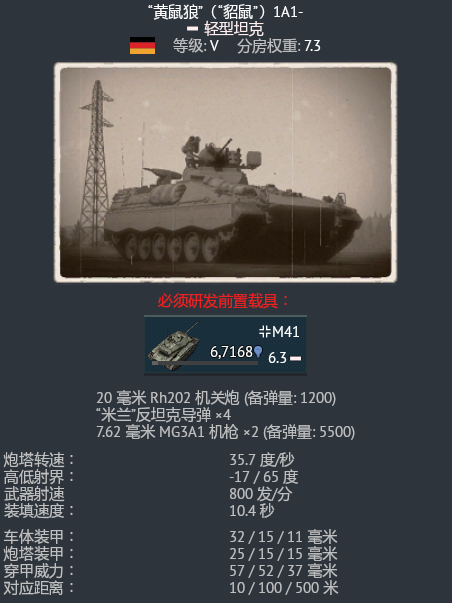 “黄鼠狼”（“貂鼠”）1A1-
轻型坦克
等级: V 分房权重: 7.3
必须研发前置载具：
M41
6,7168
6.3
20 毫米 Rh202 机关炮 (备弹量: 1200)
“米兰”反坦克导弹 ×4
7.62 毫米 MG3A1 机枪 ×2 (备弹量: 5500)
炮塔转速： 35.7 度/秒
高低射界： -17 / 65 度
武器射速 800 发/分
装填速度： 10.4 秒
车体装甲： 32 / 15 / 11 毫米
炮塔装甲： 25 / 15 / 15 毫米
穿甲威力： 57 / 52 / 37 毫米
对应距离： 10 / 100 / 500 米